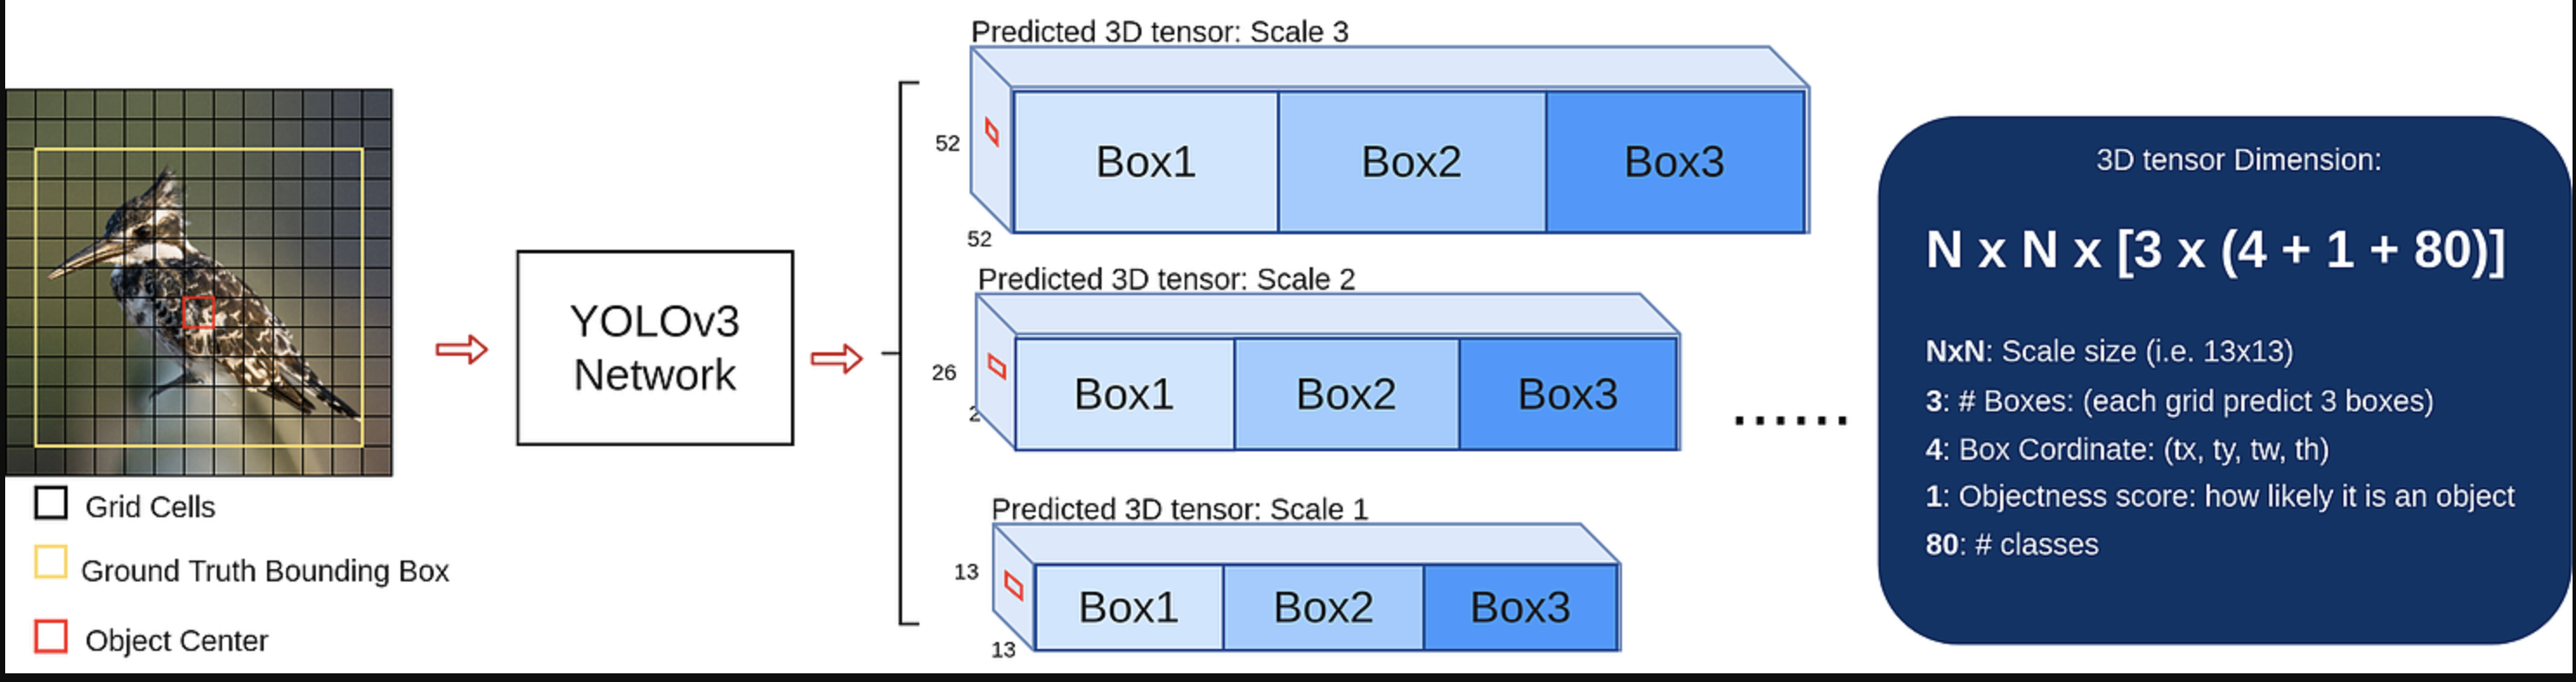 Predicted 3D tensor: Scale 3
52
Box1
Box2
Box3
52
Predicted 3D tensor: Scale 2
26
2
Box1
Box2
Box3
Predicted 3D tensor: Scale 1
13
Box1
Box2
Box3
13
YOLOv3
Network
Grid Cells
Ground Truth Bounding Box
Object Center
......
3D tensor Dimension:
N x N x [3 x (4 + 1 + 80)]
NxN: Scale size (i.e. 13x13)
3: # Boxes: (each grid predict 3 boxes)
4: Box Cordinate: (tx, ty, tw, th)
1: Objectness score: how likely it is an object
80: # classes